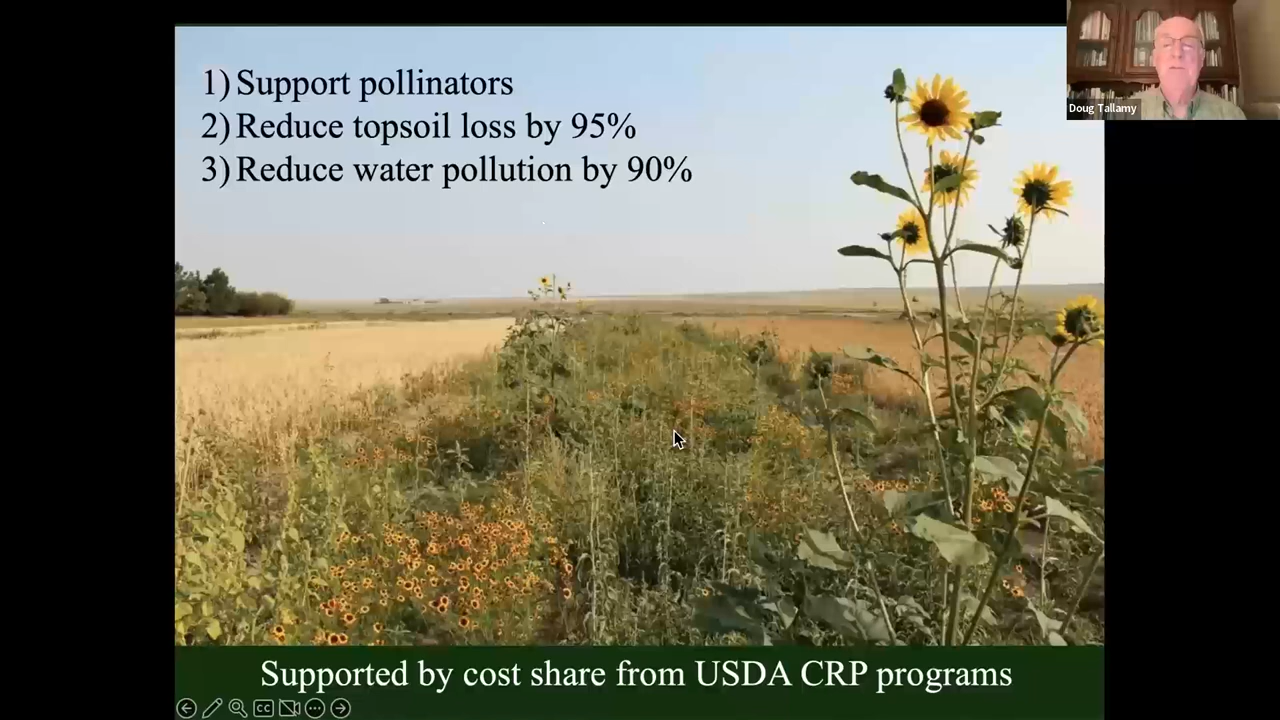 1) Support pollinators
2) Reduce topsoil loss by 95%
3) Reduce water pollution by 90%
Doug Tallamy
Supported by cost share from USDA CRP programs
CC